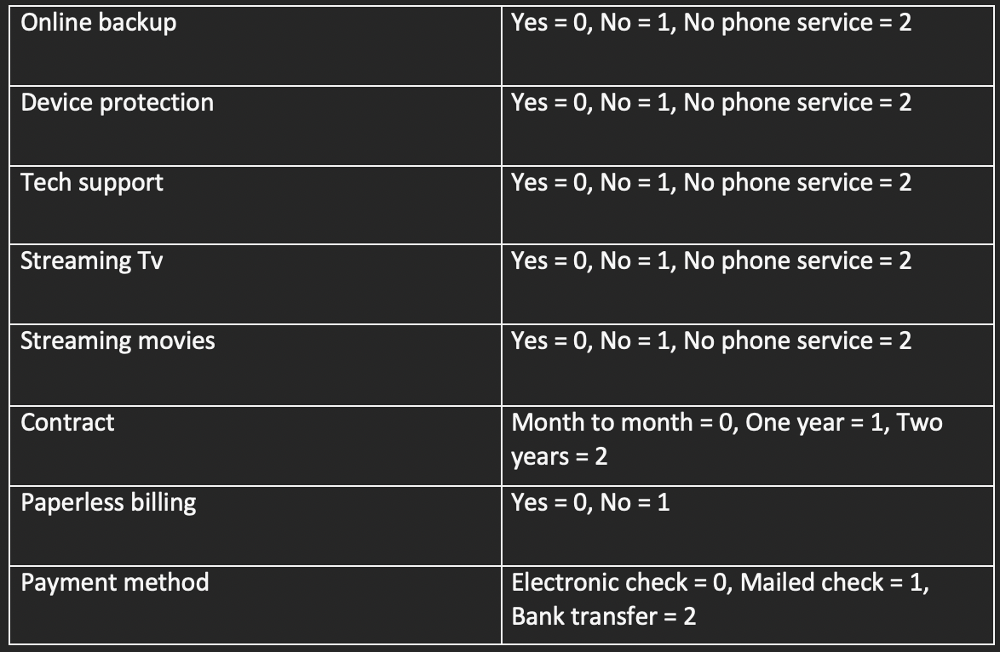 Online backup
Yes = 0, No = 1, No phone service = 2
Device protection
Yes = 0, No = 1, No phone service = 2
Tech support
Yes = 0, No = 1, No phone service = 2
Streaming Tv
Yes = 0, No = 1, No phone service = 2
Streaming movies
Yes = 0, No = 1, No phone service = 2
Contract
Month to month = 0, One year = 1, Two
years = 2
Paperless billing
Yes = 0, No = 1
Payment method
Electronic check = 0, Mailed check = 1,
Bank transfer = 2